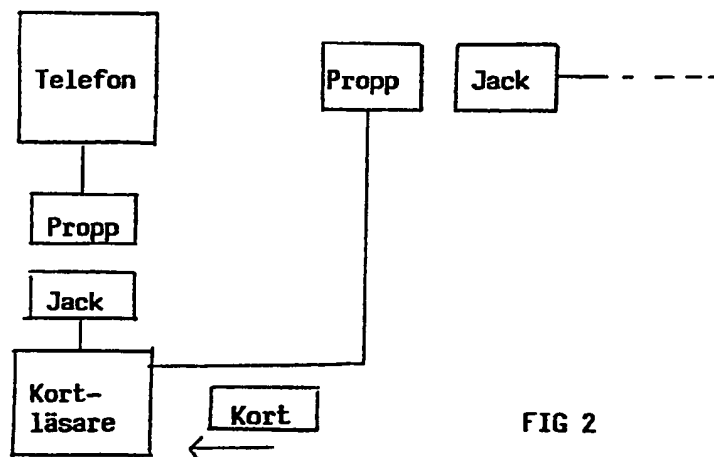 Telefon
Propp
Jack
Propp
Jack
Kort-
läsare
Kort
FIG 2